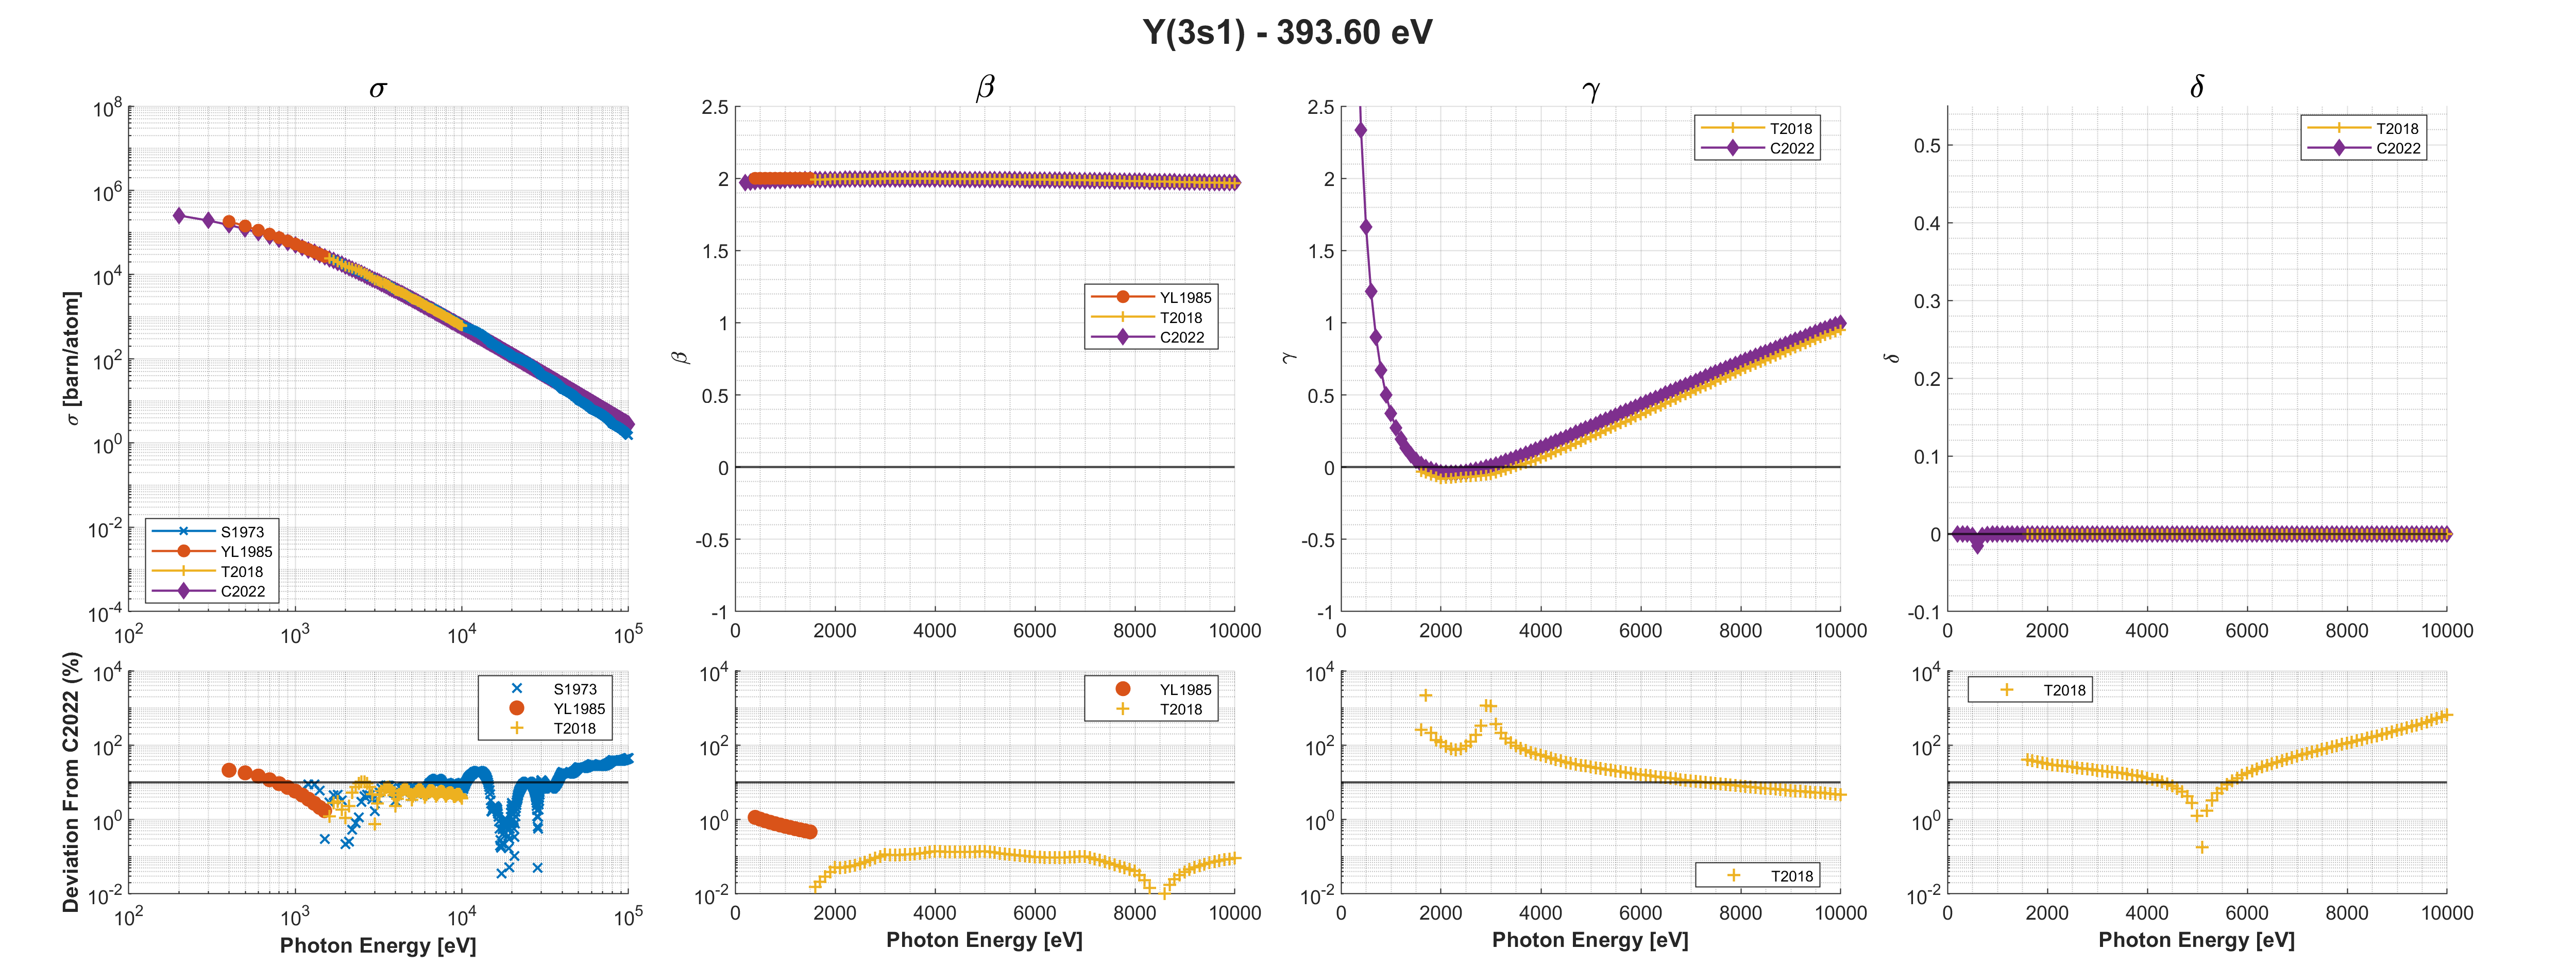 Y(3s1) - 393.60 eV
σ
σ [barn/atom]
10^8
10^6
10^4
10^2
10^0
10^-2
10^-4
10^2
10^3
10^4
10^5
S1973
YL1985
T2018
C2022
β
β
2.5
2
1.5
1
0.5
0
-0.5
-1
0
2000
4000
6000
8000
10000
YL1985
T2018
C2022
γ
γ
2.5
2
1.5
1
0.5
0
-0.5
-1
0
2000
4000
6000
8000
10000
T2018
C2022
δ
δ
0.5
0.4
0.3
0.2
0.1
0
-0.1
0
2000
4000
6000
8000
10000
T2018
C2022
Deviation From C2022 (%)
10^4
10^2
10^0
10^-2
10^2
10^3
10^4
10^5
S1973
YL1985
T2018
Photon Energy [eV]
10^4
10^2
10^0
10^-2
0
2000
4000
6000
8000
10000
YL1985
T2018
Photon Energy [eV]
10^4
10^2
10^0
10^-2
0
2000
4000
6000
8000
10000
T2018
Photon Energy [eV]
10^4
10^2
10^0
10^-2
0
2000
4000
6000
8000
10000
T2018
Photon Energy [eV]